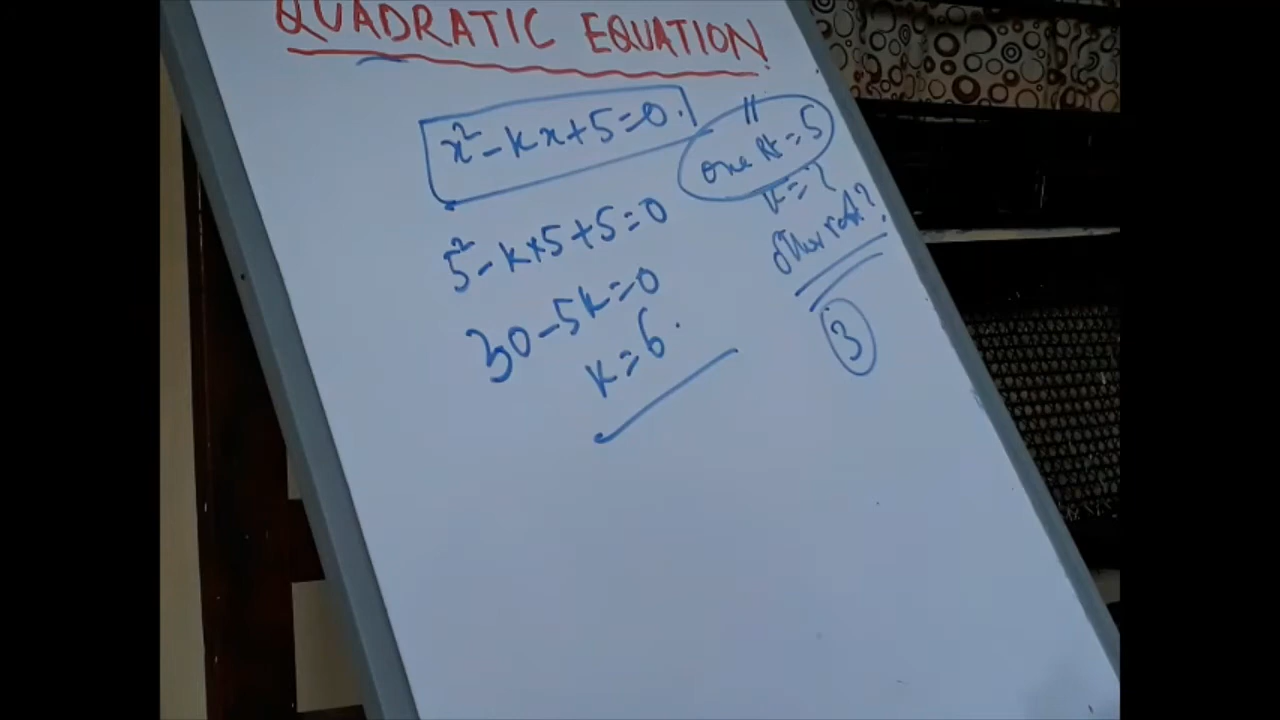 QUADRATIC EQUATION
x²-kx+5=0.
one Rt=5
k=?
other root?
3
5²-k×5+5=0
30-5k=0
k=6.